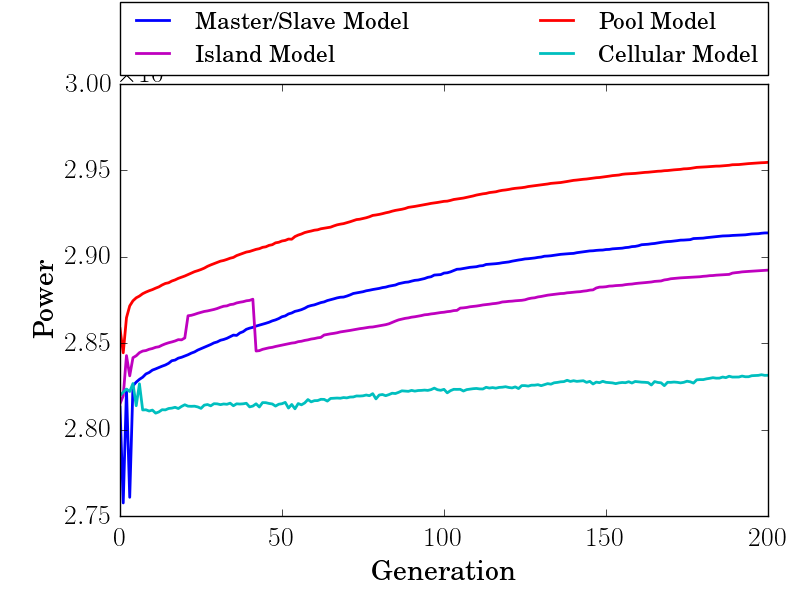 Master/Slave Model Pool Model
Island Model Cellular Model
3.00
2.95
2.90
2.85
2.80
2.75
Power
0 50 100 150 200
Generation